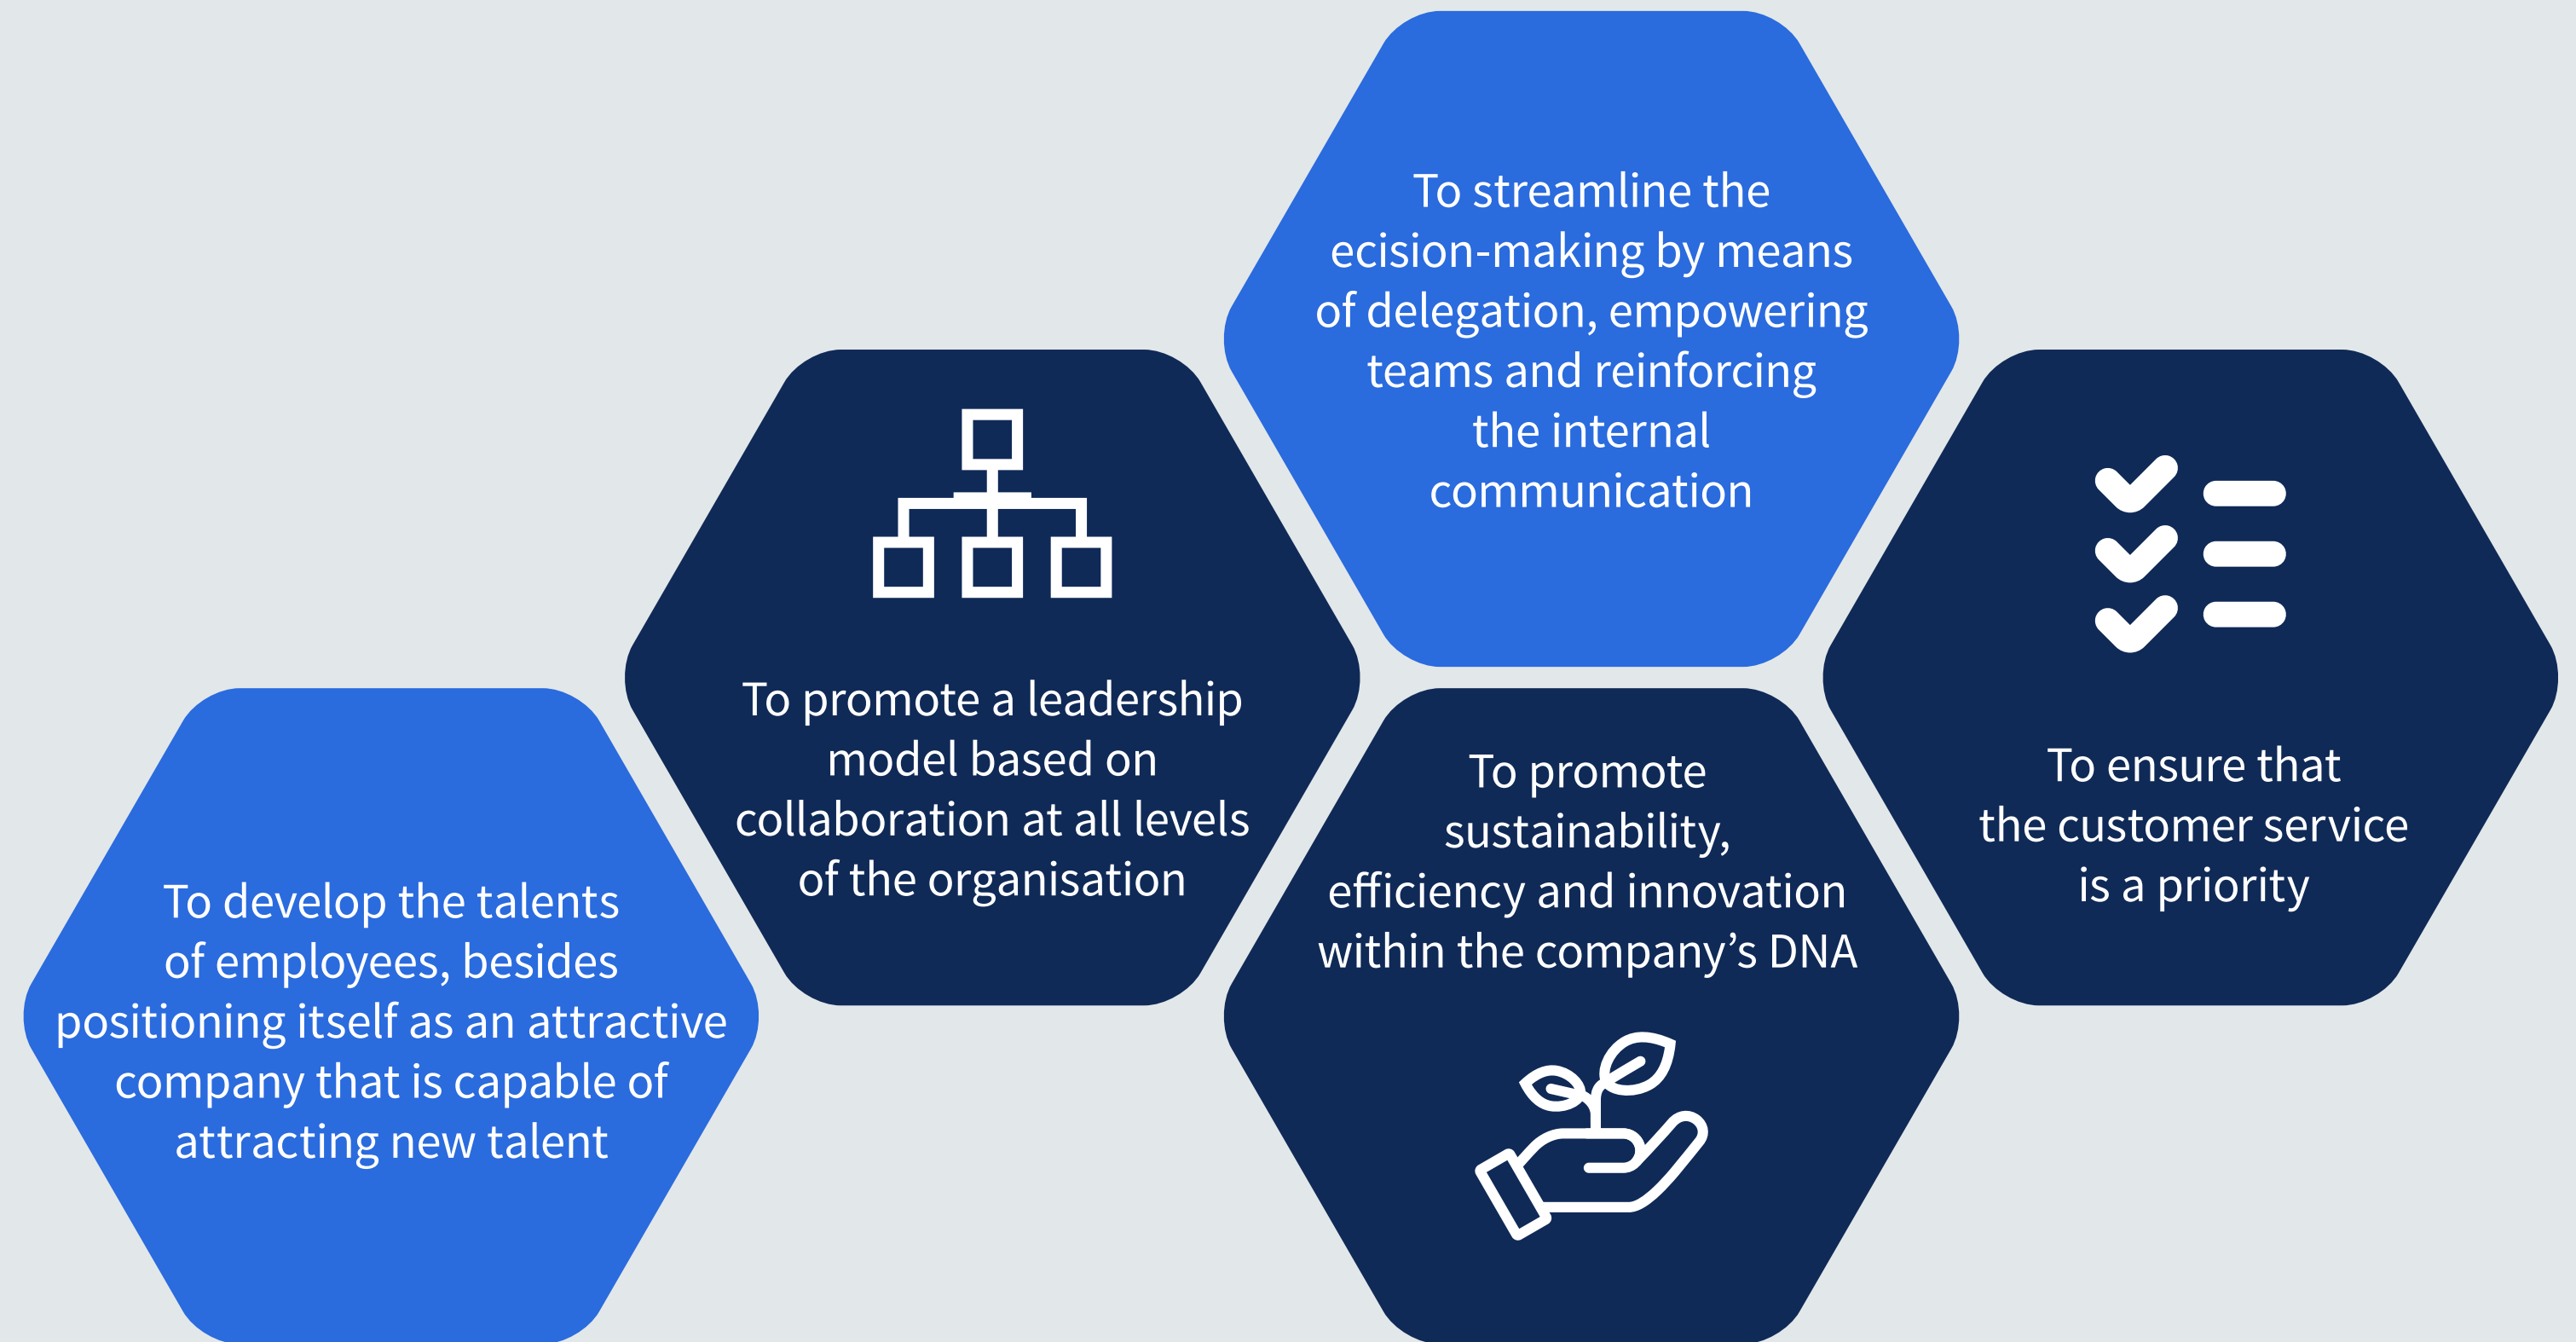 To streamline the
ecision-making by means
of delegation, empowering
teams and reinforcing
the internal
communication
To promote a leadership
model based on
collaboration at all levels
of the organisation
To ensure that
the customer service
is a priority
To promote
sustainability,
efficiency and innovation
within the company’s DNA
To develop the talents
of employees, besides
positioning itself as an attractive
company that is capable of
attracting new talent